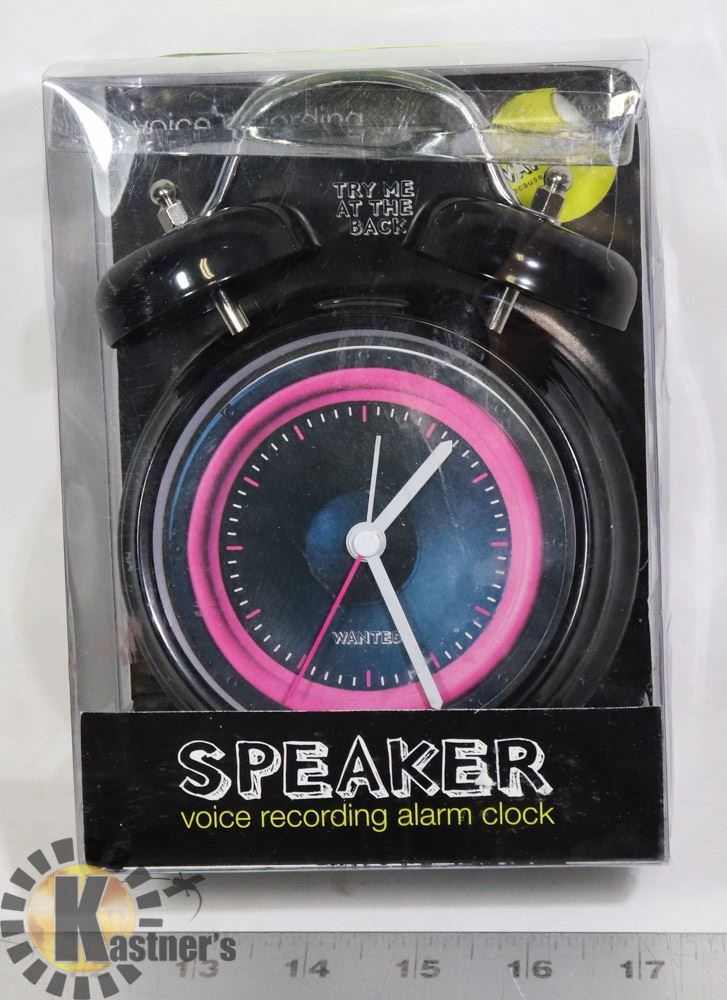 voice recording
TRY ME
AT THE
BACK
WANTED
SPEAKER
voice recording alarm clock
Kastner's
13 14 15 16 17